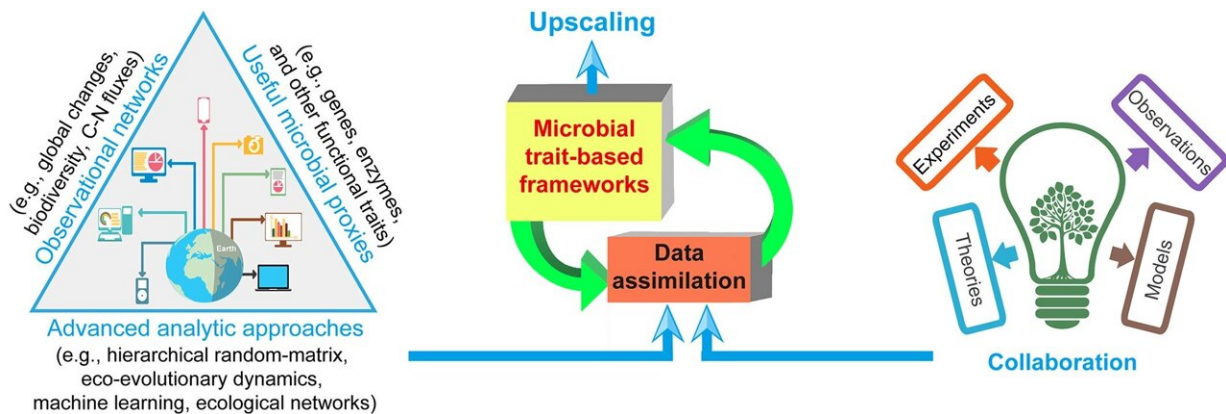 Observational networks
(e.g., global changes,
biodiversity, C-N fluxes)
Useful microbial proxies
(e.g., genes, enzymes,
and other functional traits)
Earth
Advanced analytic approaches
(e.g., hierarchical random-matrix,
eco-evolutionary dynamics,
machine learning, ecological networks)
Upscaling
Microbial
trait-based
frameworks
Data
assimilation
Experiments
Observations
Theories
Models
Collaboration